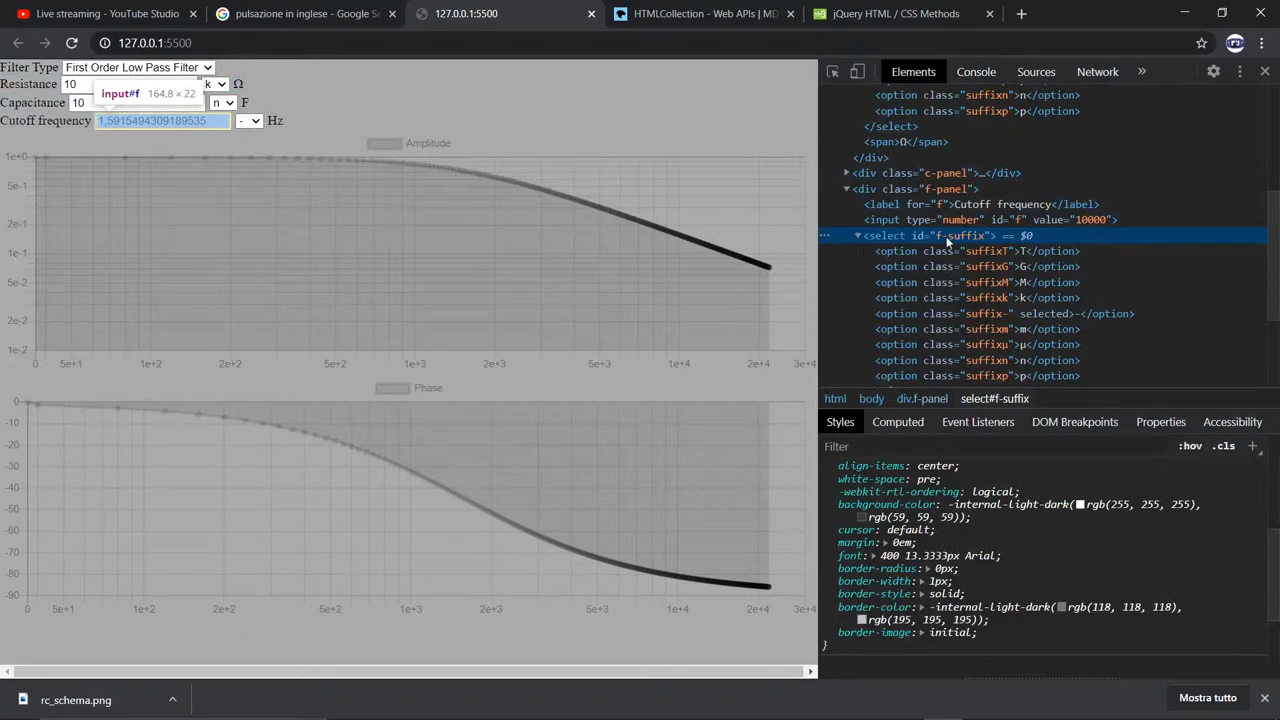 Live streaming - YouTube Studio
pulsazione in inglese - Google Se
127.0.0.1:5500
HTMLCollection - Web APIs | MD
jQuery HTML / CSS Methods
127.0.0.1:5500
Filter Type First Order Low Pass Filter
Resistance 10 k Ω
input#f 164.8 × 22
Capacitance 10 n F
Cutoff frequency 1,5915494309189535 - Hz
Amplitude
1e+0
5e-1
2e-1
1e-1
5e-2
2e-2
1e-2
0 5e+1 1e+2 2e+2 5e+2 1e+3 2e+3 5e+3 1e+4 2e+4 3e+4
Phase
0
-10
-20
-30
-40
-50
-60
-70
-80
-90
0 5e+1 1e+2 2e+2 5e+2 1e+3 2e+3 5e+3 1e+4 2e+4 3e+4
Elements Console Sources Network »
<option class="suffixn">n</option>
<option class="suffixp">p</option>
</select>
<span>Ω</span>
</div>
<div class="c-panel">…</div>
<div class="f-panel">
<label for="f">Cutoff frequency</label>
<input type="number" id="f" value="10000">
<select id="f-suffix"> == $0
<option class="suffixT">T</option>
<option class="suffixG">G</option>
<option class="suffixM">M</option>
<option class="suffixk">k</option>
<option class="suffix-" selected>-</option>
<option class="suffixm">m</option>
<option class="suffixµ">µ</option>
<option class="suffixn">n</option>
<option class="suffixp">p</option>
html body div.f-panel select#f-suffix
Styles Computed Event Listeners DOM Breakpoints Properties Accessibility
Filter :hov .cls +
align-items: center;
white-space: pre;
-webkit-rtl-ordering: logical;
background-color: -internal-light-dark(rgb(255, 255, 255),
rgb(59, 59, 59));
cursor: default;
margin: 0em;
font: 400 13.3333px Arial;
border-radius: 0px;
border-width: 1px;
border-style: solid;
border-color: -internal-light-dark(rgb(118, 118, 118),
rgb(195, 195, 195));
border-image: initial;
}
rc_schema.png
Mostra tutto